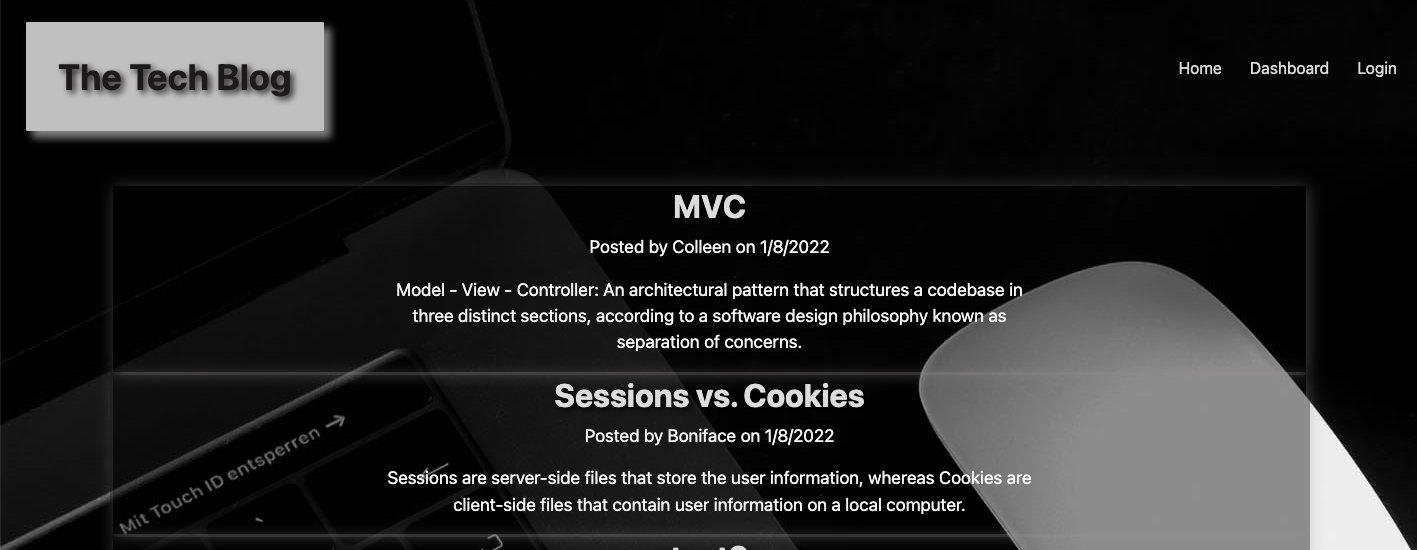 The Tech Blog
Home Dashboard Login
MVC
Posted by Colleen on 1/8/2022
Model - View - Controller: An architectural pattern that structures a codebase in
three distinct sections, according to a software design philosophy known as
separation of concerns.
Sessions vs. Cookies
Posted by Boniface on 1/8/2022
Sessions are server-side files that store the user information, whereas Cookies are
client-side files that contain user information on a local computer.
Mit Touch ID entsperren →